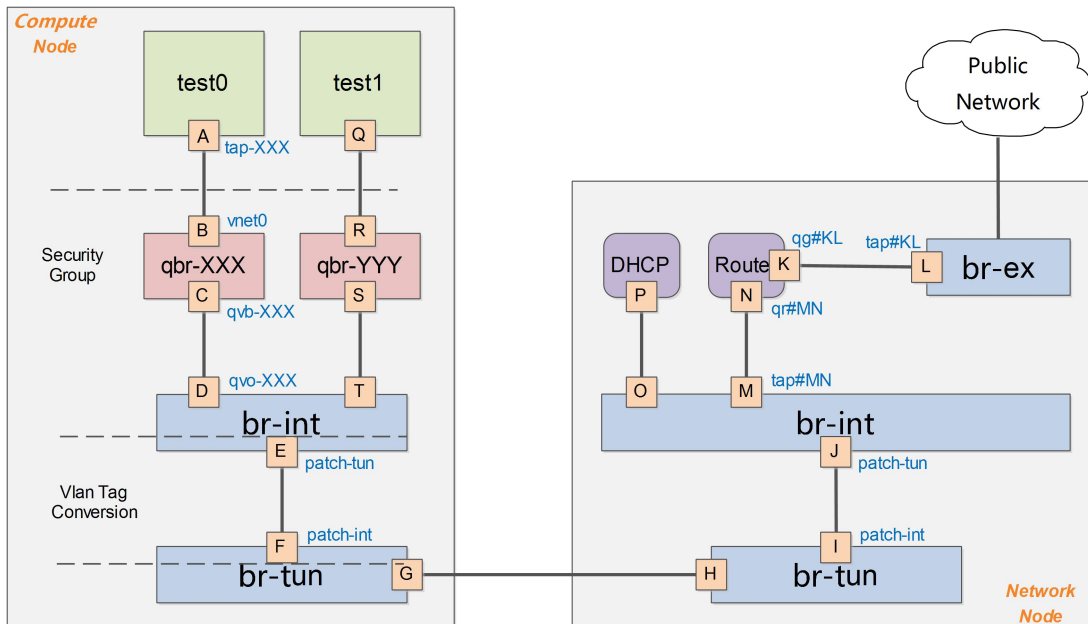 Compute
Node
test0
test1
A
Q
tap-XXX
Security
Group
B
vnet0
R
qbr-XXX
qbr-YYY
C
qvb-XXX
S
D
qvo-XXX
T
br-int
E
patch-tun
Vlan Tag
Conversion
F
patch-int
br-tun
G
Public
Network
DHCP
Route
K
qg#KL
tap#KL
L
br-ex
P
N
qr#MN
O
M
tap#MN
br-int
J
patch-tun
I
patch-int
H
br-tun
Network
Node